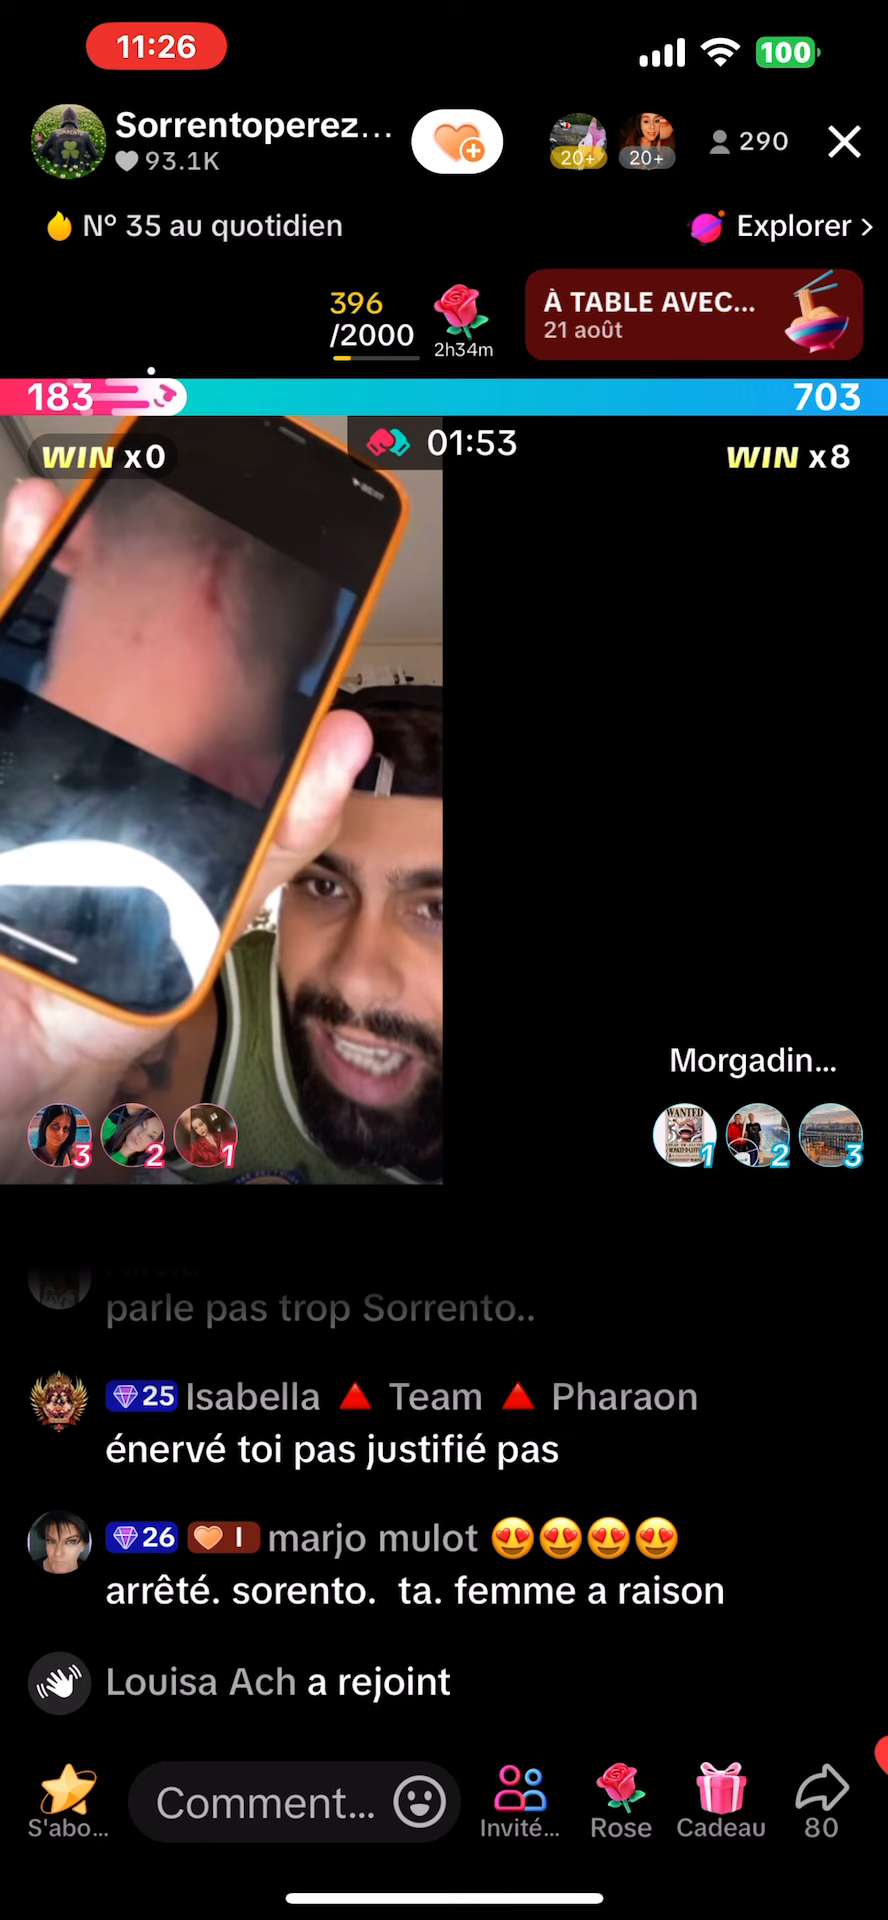 11:26
100
Sorrentoperez...
93.1K
20+
20+
290
N° 35 au quotidien
Explorer >
396
/2000
2h34m
À TABLE AVEC...
21 août
183
703
WIN x0
01:53
WIN x8
Morgadin...
3
2
1
WANTED
1
2
3
parle pas trop Sorrento..
25 Isabella 🔺 Team 🔺 Pharaon
énervé toi pas justifié pas
26 I marjo mulot 😍😍😍😍
arrêté. sorento. ta. femme a raison
Louisa Ach a rejoint
Comment...
S'abo...
Invité...
Rose
Cadeau
80